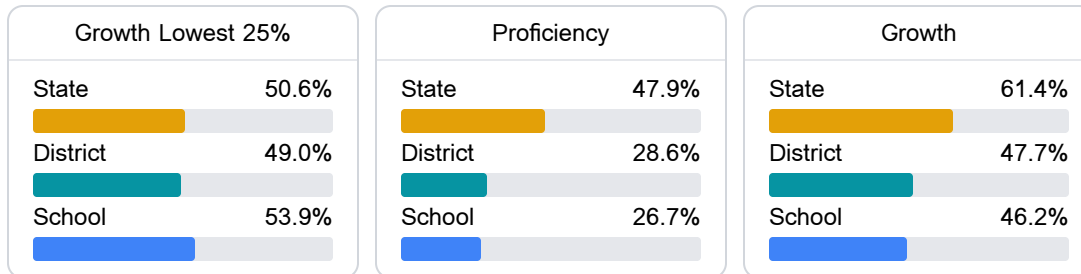 Growth Lowest 25%
State 50.6%
District 49.0%
School 53.9%
Proficiency
State 47.9%
District 28.6%
School 26.7%
Growth
State 61.4%
District 47.7%
School 46.2%